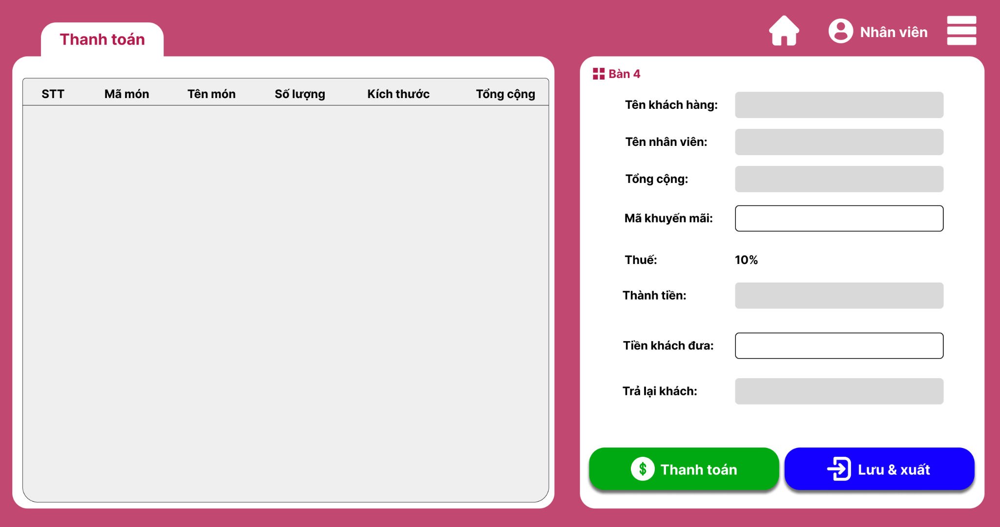 Thanh toán
Nhân viên
STT Mã món Tên món Số lượng Kích thước Tổng cộng
Bàn 4
Tên khách hàng:
Tên nhân viên:
Tổng cộng:
Mã khuyến mãi:
Thuế: 10%
Thành tiền:
Tiền khách đưa:
Trả lại khách:
$ Thanh toán
Lưu & xuất